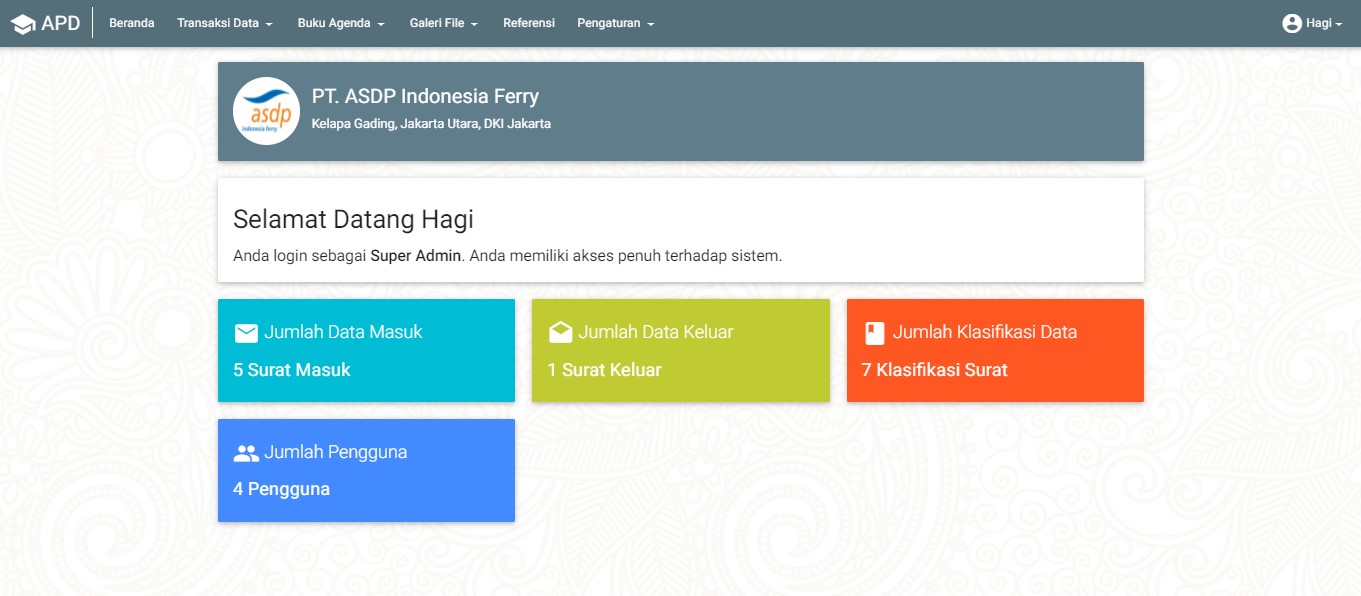 APD Beranda Transaksi Data Buku Agenda Galeri File Referensi Pengaturan Hagi
asdp
indonesia ferry
PT. ASDP Indonesia Ferry
Kelapa Gading, Jakarta Utara, DKI Jakarta
Selamat Datang Hagi
Anda login sebagai Super Admin. Anda memiliki akses penuh terhadap sistem.
Jumlah Data Masuk
5 Surat Masuk
Jumlah Data Keluar
1 Surat Keluar
Jumlah Klasifikasi Data
7 Klasifikasi Surat
Jumlah Pengguna
4 Pengguna